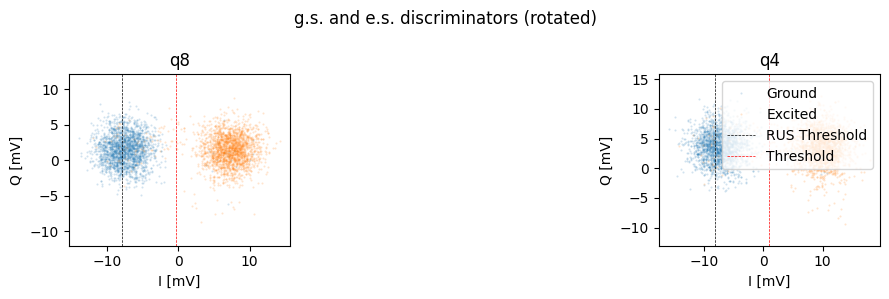 g.s. and e.s. discriminators (rotated)
q8
10
5
0
−5
−10
Q [mV]
−10
0
10
I [mV]
q4
15
10
5
0
−5
−10
Q [mV]
−10
0
10
I [mV]
Ground
Excited
RUS Threshold
Threshold